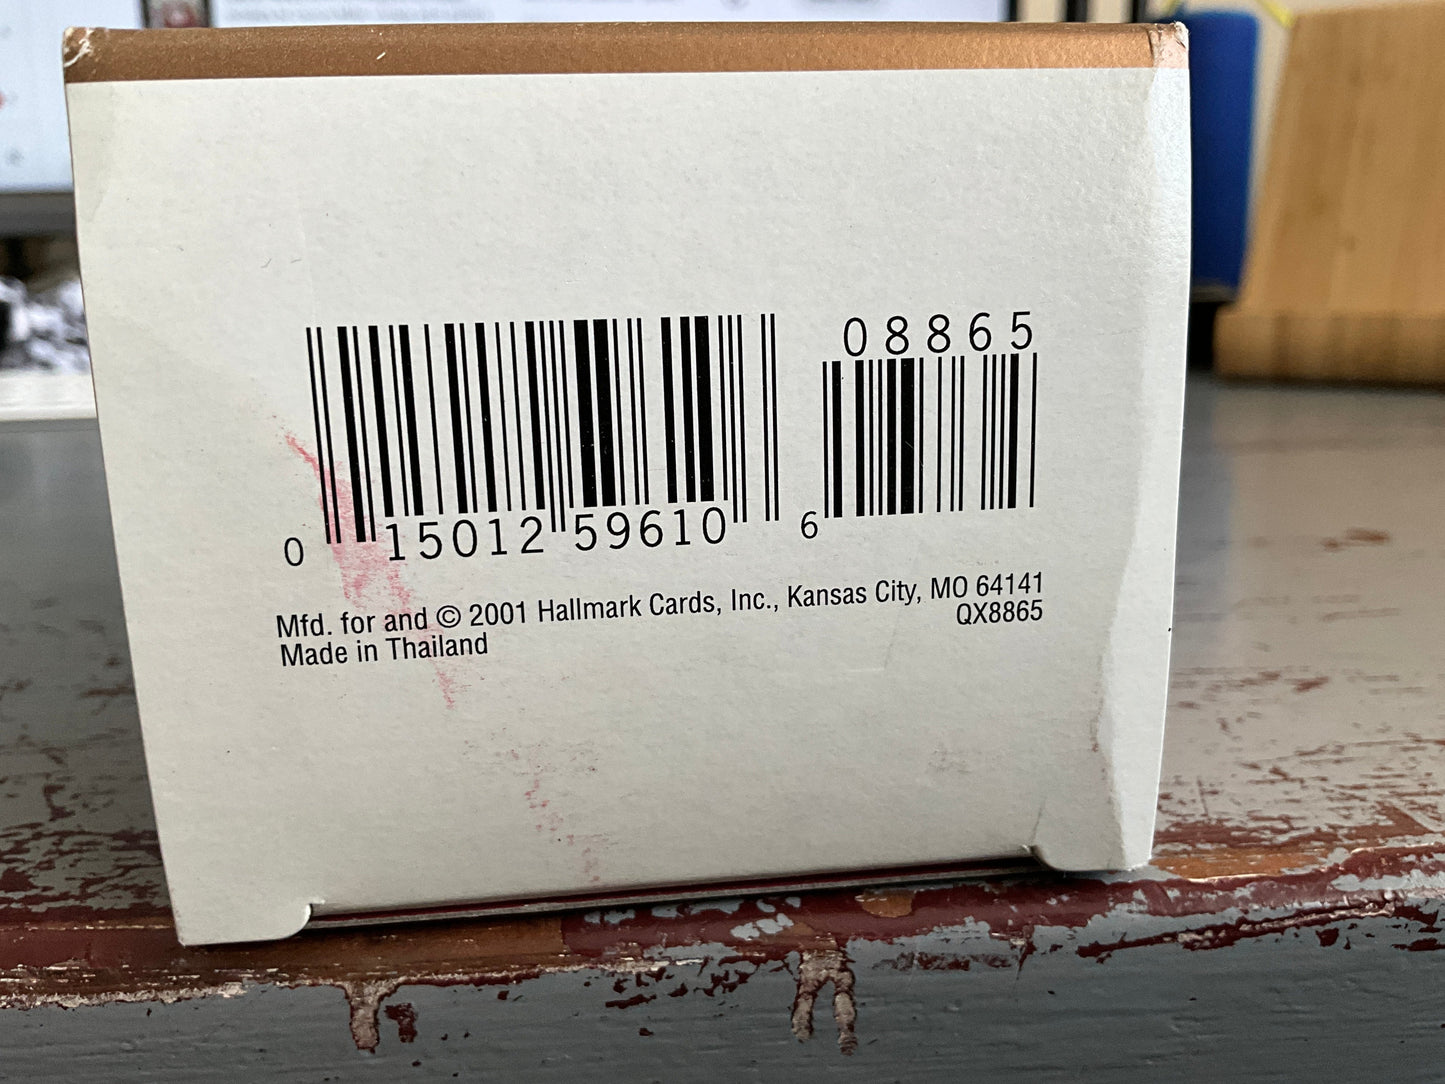 08865
0 15012 59610 6
Mfd. for and © 2001 Hallmark Cards, Inc., Kansas City, MO 64141
QX8865
Made in Thailand